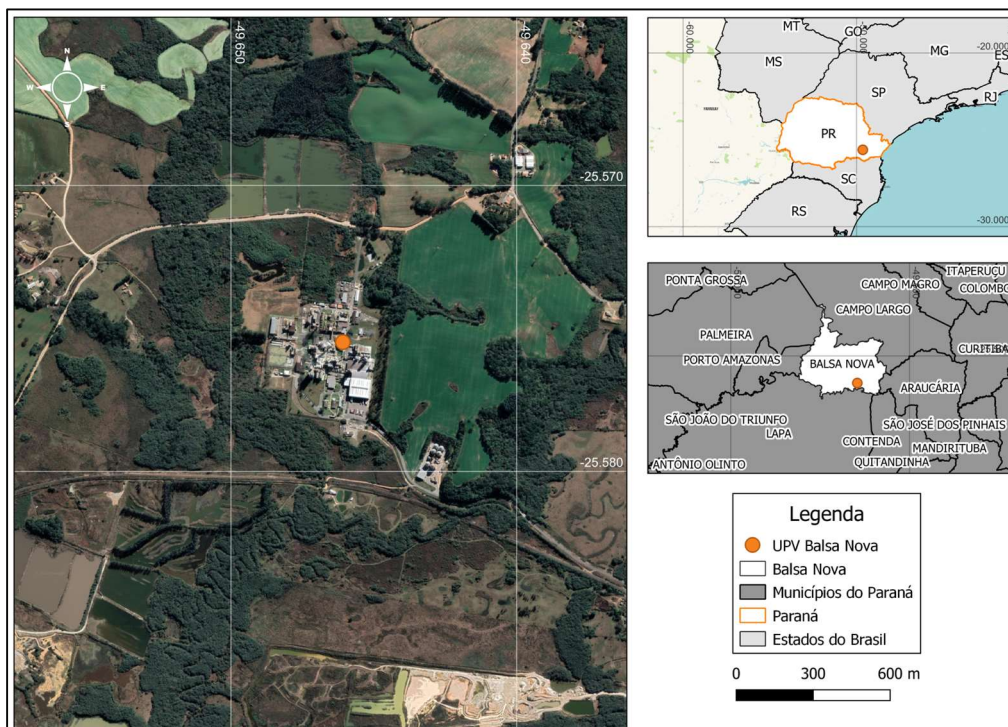 -49.650
-49.640
N
W
E
S
-25.570
-25.580
-60.000
MT
GO
MG
-20.000
MS
ES
SP
RJ
PR
SC
RS
-30.000
PONTA GROSSA
CAMPO MAGRO
ITAPERUÇU
COLOMBO
CAMPO LARGO
PALMEIRA
PORTO AMAZONAS
BALSA NOVA
CURITIBA
ARAUCÁRIA
SÃO JOÃO DO TRIUNFO
LAPA
SÃO JOSÉ DOS PINHAIS
CONTENDA
MANDIRITUBA
ANTÔNIO OLINTO
QUITANDINHA
Legenda
UPV Balsa Nova
Balsa Nova
Municípios do Paraná
Paraná
Estados do Brasil
0 300 600 m